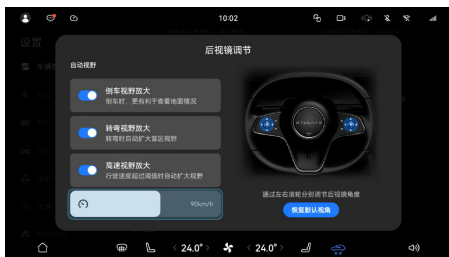 10:02
设置
后视镜调节
自动视野
倒车视野放大
倒车时，更有利于查看地面情况
转弯视野放大
转弯时自动扩大盲区视野
高速视野放大
行驶速度超过阈值时自动扩大视野
90km/h
通过左右滚轮分别调节后视镜角度
恢复默认视角
24.0°
24.0°